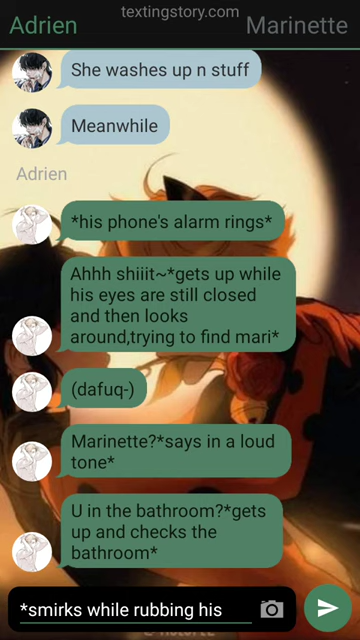 textingstory.com
Adrien
Marinette
She washes up n stuff
Meanwhile
Adrien
*his phone's alarm rings*
Ahhh shiiit~*gets up while
his eyes are still closed
and then looks
around,trying to find mari*
(dafuq-)
Marinette?*says in a loud
tone*
U in the bathroom?*gets
up and checks the
bathroom*
*smirks while rubbing his